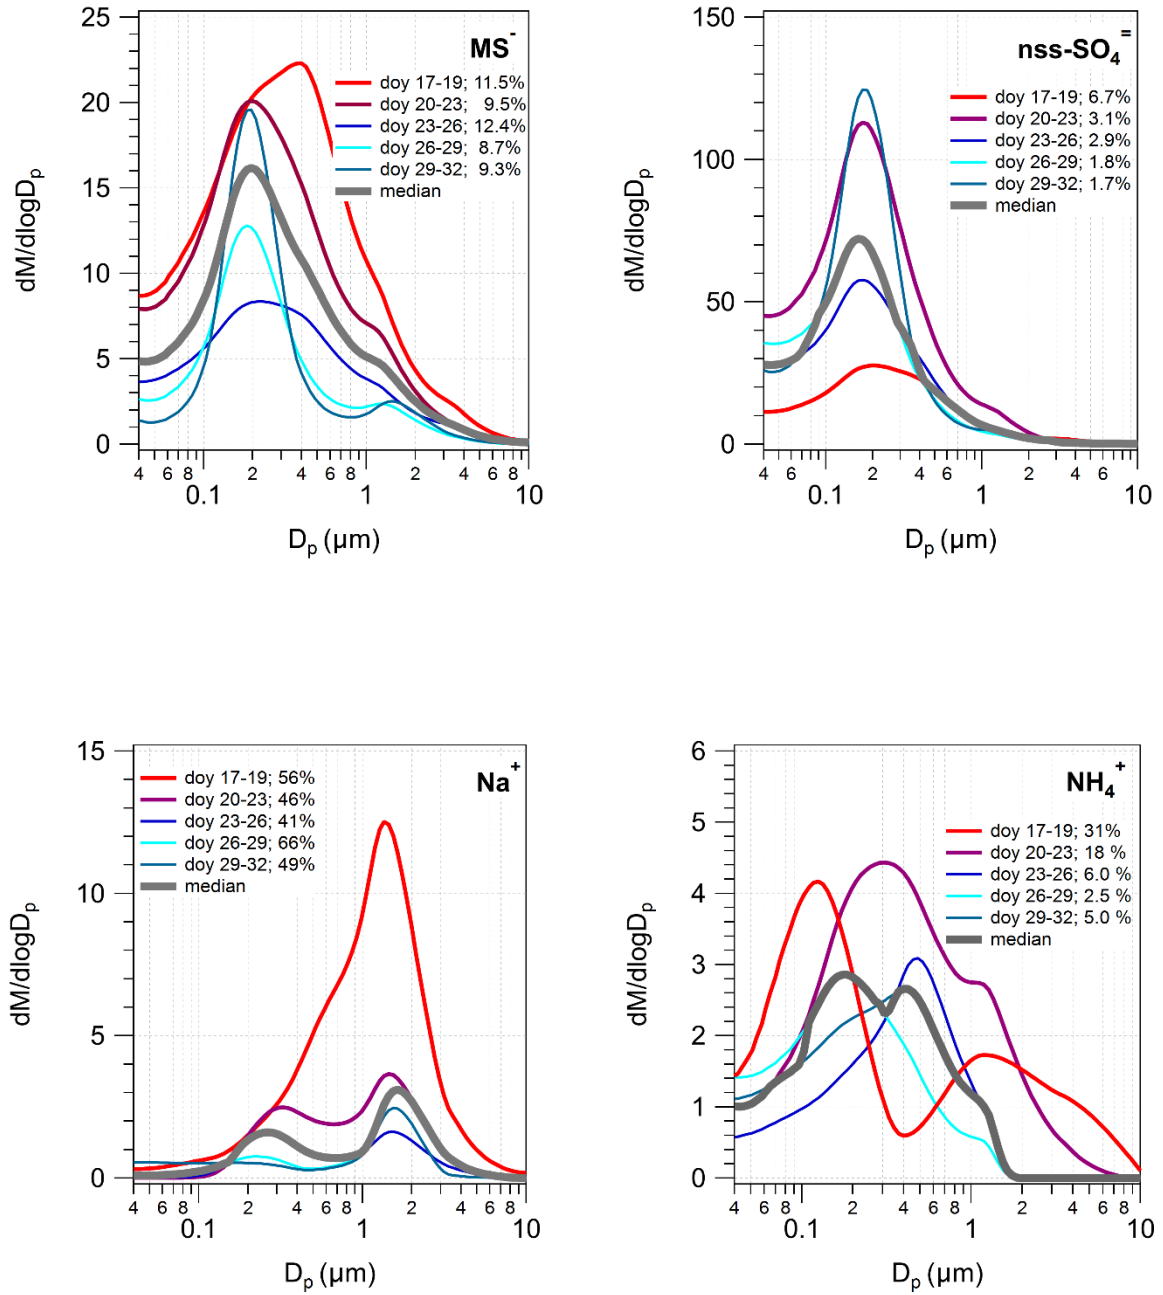 MS⁻
25
20
15
10
5
0
dM/dlogDₚ
doy 17-19; 11.5%
doy 20-23; 9.5%
doy 23-26; 12.4%
doy 26-29; 8.7%
doy 29-32; 9.3%
median
4 6 8 2 4 6 8 2 4 6 8
0.1 1 10
Dₚ (µm)
nss-SO₄⁼
150
100
50
0
dM/dlogDₚ
doy 17-19; 6.7%
doy 20-23; 3.1%
doy 23-26; 2.9%
doy 26-29; 1.8%
doy 29-32; 1.7%
median
4 6 8 2 4 6 8 2 4 6 8
0.1 1 10
Dₚ (µm)
Na⁺
15
10
5
0
dM/dlogDₚ
doy 17-19; 56%
doy 20-23; 46%
doy 23-26; 41%
doy 26-29; 66%
doy 29-32; 49%
median
4 6 8 2 4 6 8 2 4 6 8
0.1 1 10
Dₚ (µm)
NH₄⁺
6
5
4
3
2
1
0
dM/dlogDₚ
doy 17-19; 31%
doy 20-23; 18 %
doy 23-26; 6.0 %
doy 26-29; 2.5 %
doy 29-32; 5.0 %
median
4 6 8 2 4 6 8 2 4 6 8
0.1 1 10
Dₚ (µm)